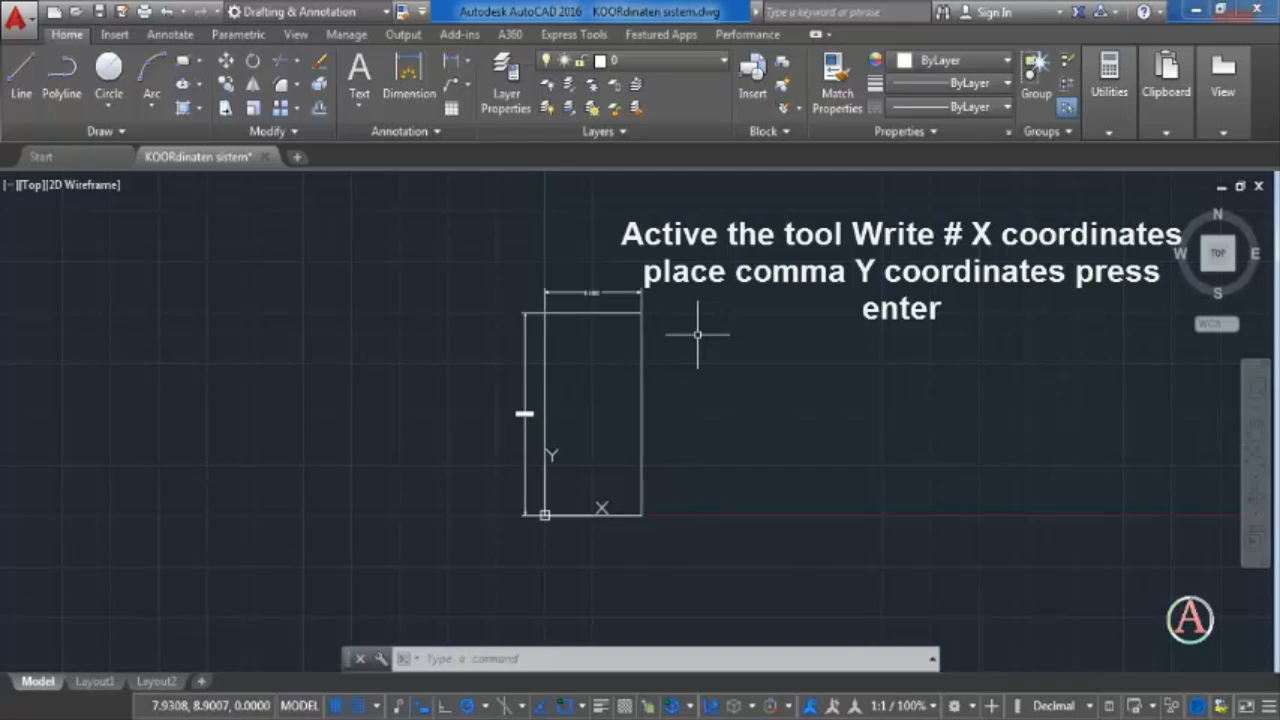 Drafting & Annotation
Autodesk AutoCAD 2016 KOORdinaten sistem.dwg
Type a keyword or phrase
Sign In
Home Insert Annotate Parametric View Manage Output Add-ins A360 Express Tools Featured Apps Performance
Line Polyline Circle Arc Text Dimension Layer Properties 0 Insert Match Properties ByLayer Group Utilities Clipboard View
ByLayer
ByLayer
Draw Modify Annotation Layers Block Properties Groups
Start KOORdinaten sistem*
[−][Top][2D Wireframe]
Active the tool Write # X coordinates
place comma Y coordinates press
enter
N
W TOP E
S
WCS
Y
X
A
Type a command
Model Layout1 Layout2
7.9308, 8.9007, 0.0000 MODEL 1:1 / 100% Decimal